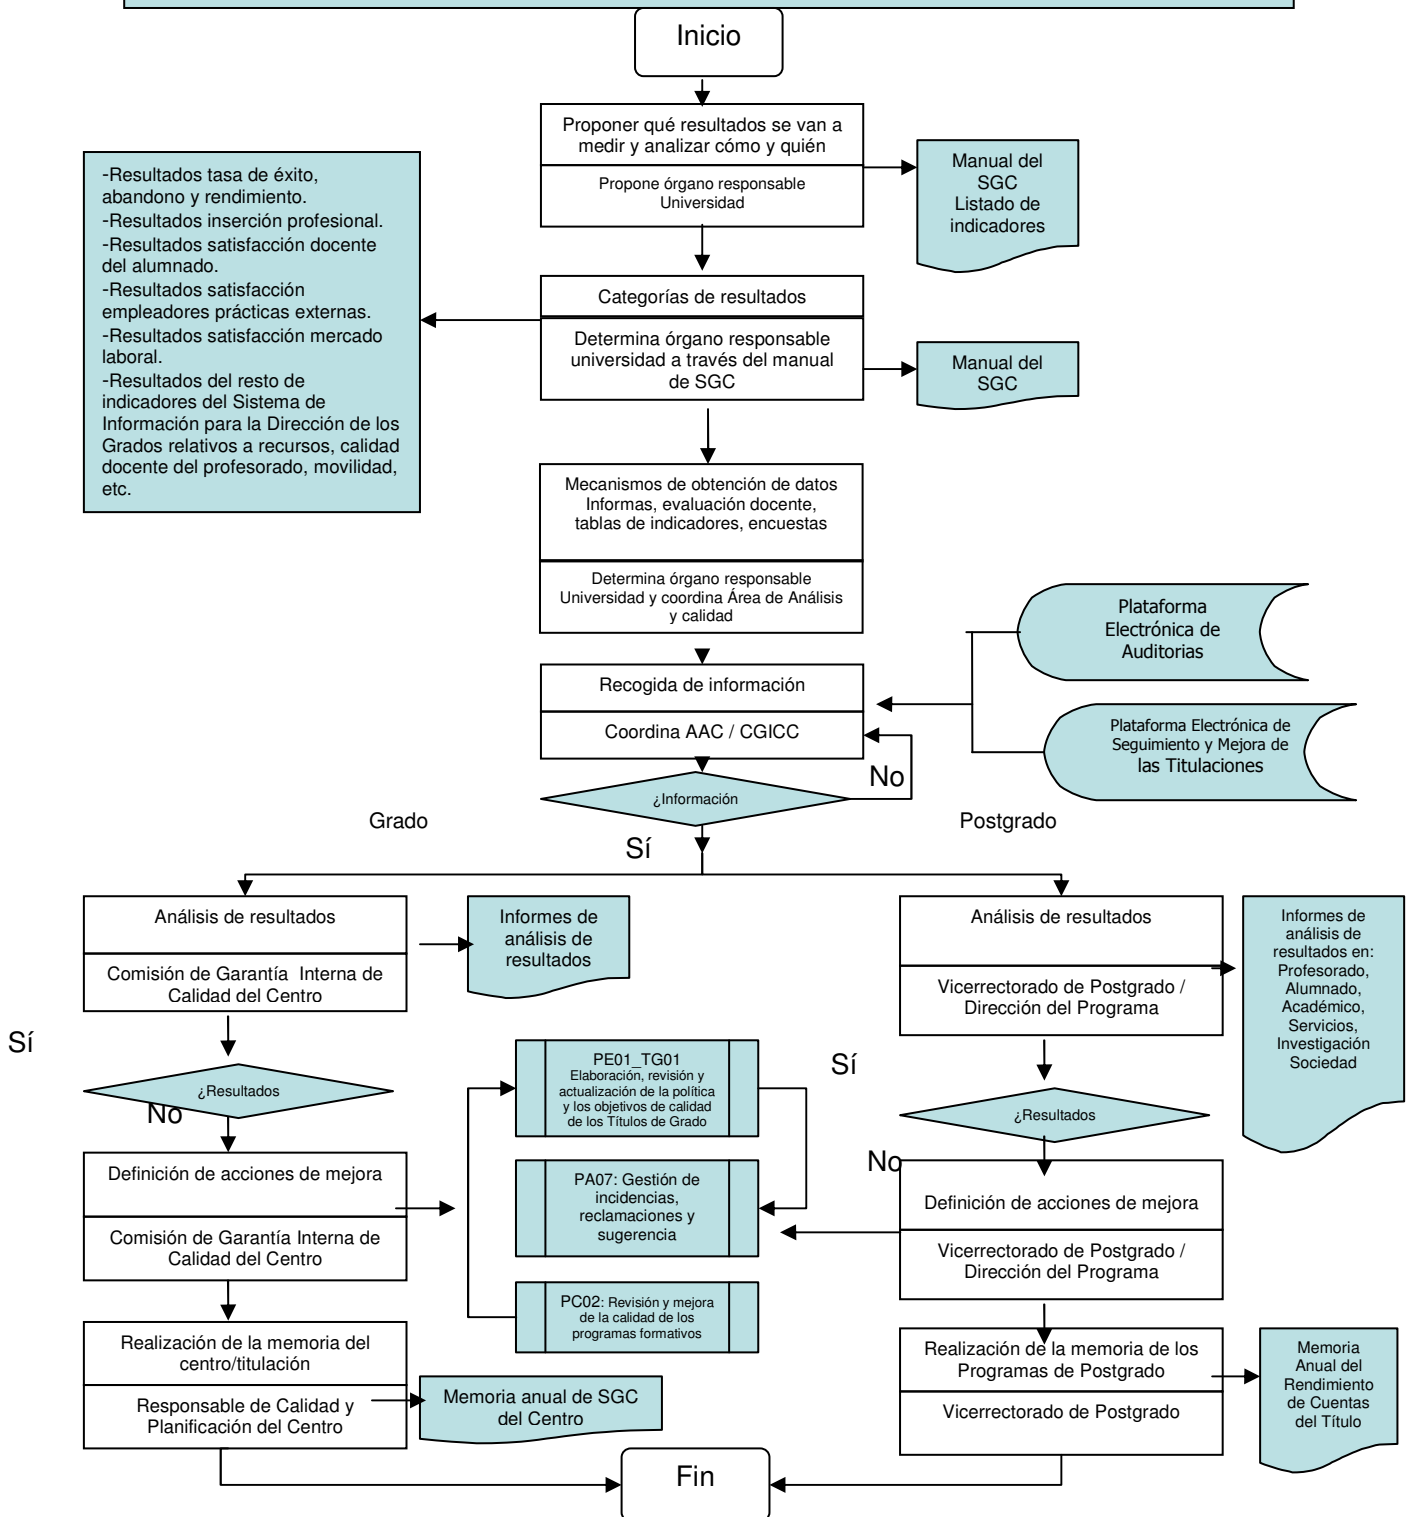 Inicio
Proponer qué resultados se van a
medir y analizar cómo y quién
Propone órgano responsable
Universidad
Manual del
SGC
Listado de
indicadores
-Resultados tasa de éxito,
abandono y rendimiento.
-Resultados inserción profesional.
-Resultados satisfacción docente
del alumnado.
-Resultados satisfacción
empleadores prácticas externas.
-Resultados satisfacción mercado
laboral.
-Resultados del resto de
indicadores del Sistema de
Información para la Dirección de los
Grados relativos a recursos, calidad
docente del profesorado, movilidad,
etc.
Categorías de resultados
Determina órgano responsable
universidad a través del manual
de SGC
Manual del
SGC
Mecanismos de obtención de datos
Informas, evaluación docente,
tablas de indicadores, encuestas
Determina órgano responsable
Universidad y coordina Área de Análisis
y calidad
Plataforma
Electrónica de
Auditorias
Recogida de información
Coordina AAC / CGICC
Plataforma Electrónica de
Seguimiento y Mejora de
las Titulaciones
No
¿Información
Grado
Postgrado
Sí
Análisis de resultados
Comisión de Garantía Interna de
Calidad del Centro
Informes de
análisis de
resultados
Análisis de resultados
Vicerrectorado de Postgrado /
Dirección del Programa
Informes de
análisis de
resultados en:
Profesorado,
Alumnado,
Académico,
Servicios,
Investigación
Sociedad
Sí
¿Resultados
No
PE01_TG01
Elaboración, revisión y
actualización de la política
y los objetivos de calidad
de los Títulos de Grado
Sí
¿Resultados
No
Definición de acciones de mejora
Comisión de Garantía Interna de
Calidad del Centro
PA07: Gestión de
incidencias,
reclamaciones y
sugerencia
Definición de acciones de mejora
Vicerrectorado de Postgrado /
Dirección del Programa
PC02: Revisión y mejora
de la calidad de los
programas formativos
Realización de la memoria del
centro/titulación
Responsable de Calidad y
Planificación del Centro
Memoria anual de SGC
del Centro
Realización de la memoria de los
Programas de Postgrado
Vicerrectorado de Postgrado
Memoria
Anual del
Rendimiento
de Cuentas
del Título
Fin